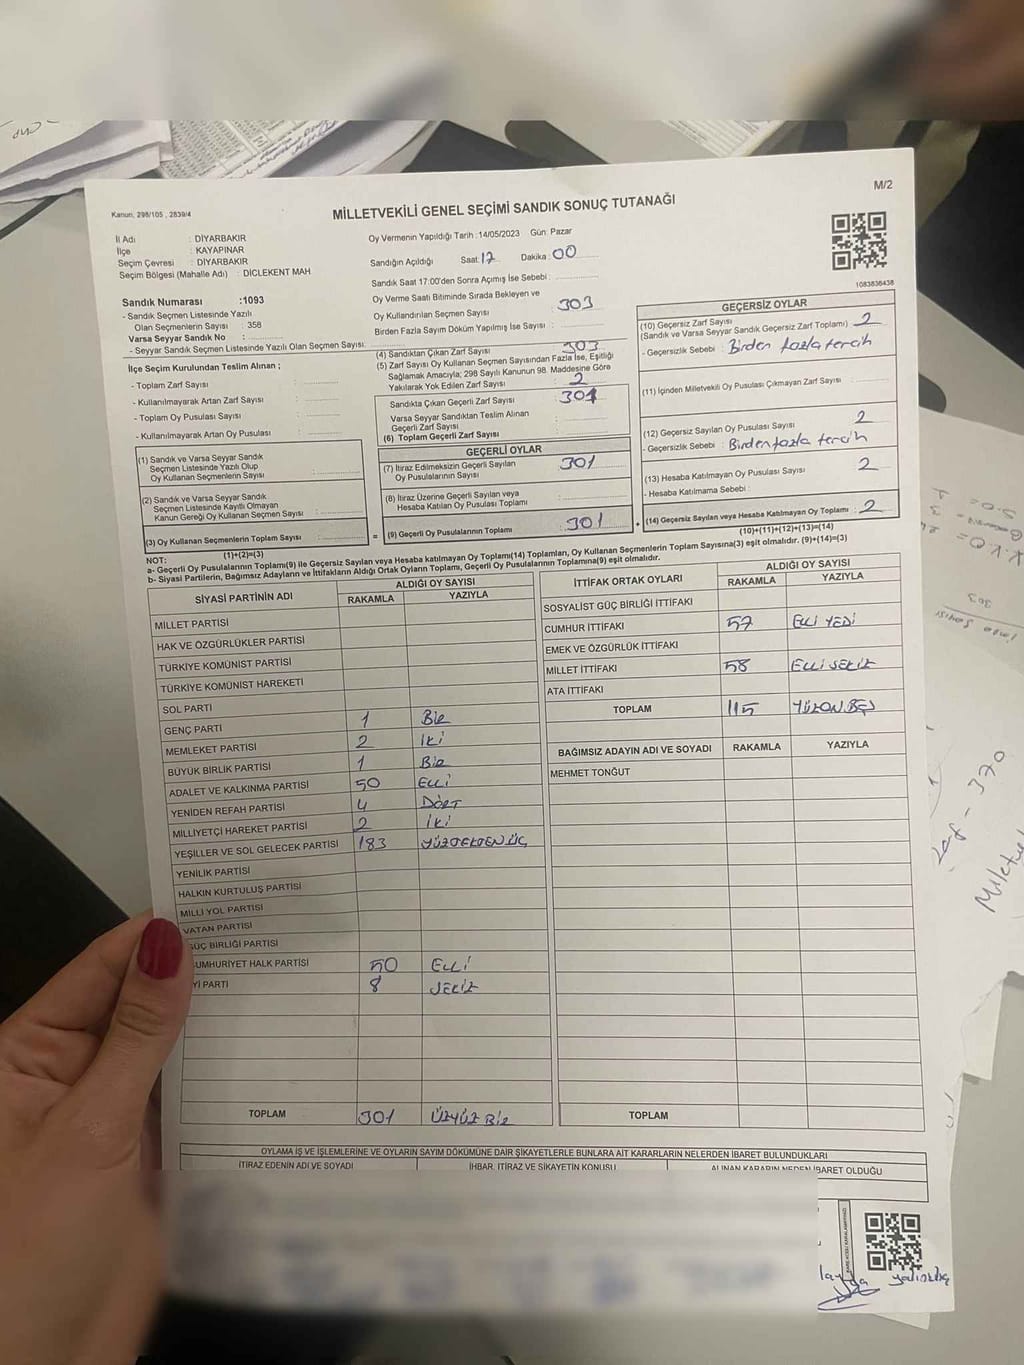 CHP
M/2
Kanun, 298/105 , 2839/4
MİLLETVEKİLİ GENEL SEÇİMİ SANDIK SONUÇ TUTANAĞI
İl Adı : DİYARBAKIR
İlçe : KAYAPINAR
Seçim Çevresi : DİYARBAKIR
Seçim Bölgesi (Mahalle Adı) : DİCLEKENT MAH
Oy Vermenin Yapıldığı Tarih :14/05/2023 Gün: Pazar
Sandığın Açıldığı Saat: 17 Dakika: 00
Sandık Saat 17:00'den Sonra Açımış İse Sebebi :
1083836438
Sandık Numarası :1093
- Sandık Seçmen Listesinde Yazılı
Olan Seçmenlerin Sayısı : 358
Varsa Seyyar Sandık No :
- Seyyar Sandık Seçmen Listesinde Yazılı Olan Seçmen Sayısı.
Oy Verme Saati Bitiminde Sırada Bekleyen ve
Oy Kullandırılan Seçmen Sayısı : 303
Birden Fazla Sayım Döküm Yapılmış İse Sayısı :
İlçe Seçim Kurulundan Teslim Alınan ;
- Toplam Zarf Sayısı :
- Kullanılmayarak Artan Zarf Sayısı :
- Toplam Oy Pusulası Sayısı :
- Kullanılmayarak Artan Oy Pusulası :
(1) Sandık ve Varsa Seyyar Sandık
Seçmen Listesinde Yazılı Olup
Oy Kullanan Seçmenlerin Sayısı :
(2) Sandık ve Varsa Seyyar Sandık
Seçmen Listesinde Kayıtlı Olmayan
Kanun Gereği Oy Kullanan Seçmen Sayısı :
(3) Oy Kullanan Seçmenlerin Toplam Sayısı :
(1)+(2)=(3)
(4) Sandıktan Çıkan Zarf Sayısı 303
(5) Zarf Sayısı Oy Kullanan Seçmen Sayısından Fazla İse, Eşitliği
Sağlamak Amacıyla; 298 Sayılı Kanunun 98. Maddesine Göre
Yakılarak Yok Edilen Zarf Sayısı : 2
Sandıkta Çıkan Geçerli Zarf Sayısı : 301
Varsa Seyyar Sandıktan Teslim Alınan
Geçerli Zarf Sayısı :
(6) Toplam Geçerli Zarf Sayısı
GEÇERLİ OYLAR
(7) İtiraz Edilmeksizin Geçerli Sayılan
Oy Pusulalarının Sayısı : 301
(8) İtiraz Üzerine Geçerli Sayılan veya
Hesaba Katılan Oy Pusulası Toplamı :
= (9) Geçerli Oy Pusulalarının Toplamı : 301 +
GEÇERSİZ OYLAR
(10) Geçersiz Zarf Sayısı
(Sandık ve Varsa Seyyar Sandık Geçersiz Zarf Toplamı) : 2
- Geçersizlik Sebebi : Birden fazla tercih
(11) İçinden Milletvekili Oy Pusulası Çıkmayan Zarf Sayısı :
(12) Geçersiz Sayılan Oy Pusulası Sayısı : 2
- Geçersizlik Sebebi : Birden fazla tercih
(13) Hesaba Katılmayan Oy Pusulası Sayısı : 2
- Hesaba Katılmama Sebebi :
(14) Geçersiz Sayılan veya Hesaba Katılmayan Oy Toplamı : 2
(10)+(11)+(12)+(13)=(14)
NOT:
a- Geçerli Oy Pusulalarının Toplamı(9) ile Geçersiz Sayılan veya Hesaba katılmayan Oy Toplamı(14) Toplamları, Oy Kullanan Seçmenlerin Toplam Sayısına(3) eşit olmalıdır. (9)+(14)=(3)
b- Siyasi Partilerin, Bağımsız Adayların ve İttifakların Aldığı Oy Ortak Oyların Toplamı, Geçerli Oy Pusulalarının Toplamına(9) eşit olmalıdır.
SİYASİ PARTİNİN ADI ALDIĞI OY SAYISI
RAKAMLA YAZIYLA
MİLLET PARTİSİ
HAK VE ÖZGÜRLÜKLER PARTİSİ
TÜRKİYE KOMÜNİST PARTİSİ
TÜRKİYE KOMÜNİST HAREKETİ
SOL PARTİ
GENÇ PARTİ 1 Bir
MEMLEKET PARTİSİ 2 İki
BÜYÜK BİRLİK PARTİSİ 1 Bir
ADALET VE KALKINMA PARTİSİ 50 ELLİ
YENİDEN REFAH PARTİSİ 4 DÖRT
MİLLİYETÇİ HAREKET PARTİSİ 2 İki
YEŞİLLER VE SOL GELECEK PARTİSİ 183 YÜZSEKSEN ÜÇ
YENİLİK PARTİSİ
HALKIN KURTULUŞ PARTİSİ
MİLLİ YOL PARTİSİ
VATAN PARTİSİ
GÜÇ BİRLİĞİ PARTİSİ
UMHURİYET HALK PARTİSİ 50 ELLİ
Yİ PARTİ 8 SEKİZ
TOPLAM 301 ÜÇYÜZ BİR
İTTİFAK ORTAK OYLARI ALDIĞI OY SAYISI
RAKAMLA YAZIYLA
SOSYALİST GÜÇ BİRLİĞİ İTTİFAKI
CUMHUR İTTİFAKI 57 ELLİ YEDİ
EMEK VE ÖZGÜRLÜK İTTİFAKI
MİLLET İTTİFAKI 58 ELLİ SEKİZ
ATA İTTİFAKI
TOPLAM 115 YÜZON BEŞ
BAĞIMSIZ ADAYIN ADI VE SOYADI RAKAMLA YAZIYLA
MEHMET TONĞUT
TOPLAM
OYLAMA İŞ VE İŞLEMLERİNE VE OYLARIN SAYIM DÖKÜMÜNE DAİR ŞİKAYETLERLE BUNLARA AİT KARARLARIN NELERDEN İBARET BULUNDUKLARI
İTİRAZ EDENİN ADI VE SOYADI İHBAR, İTİRAZ VE ŞİKAYETİN KONUSU ALINAN KARARIN NEDEN İBARET OLDUĞU
303
zarf - 370